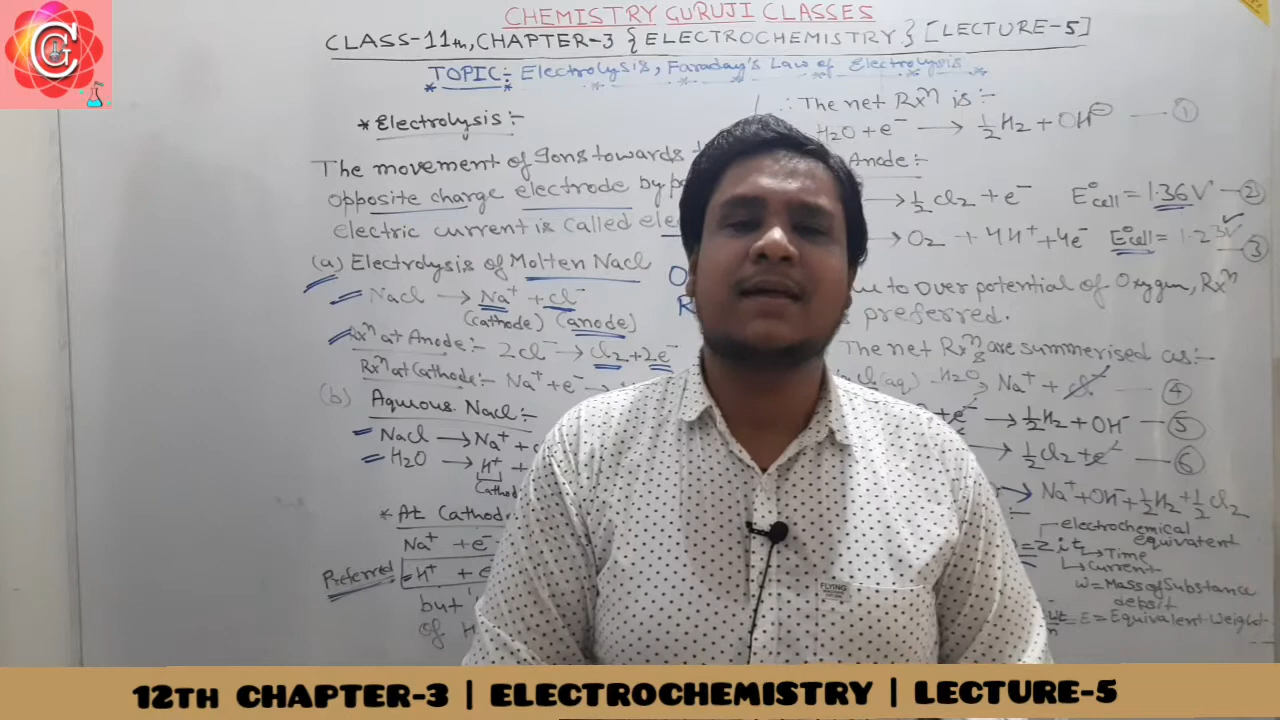 CHEMISTRY GURUJI CLASSES
CLASS-11th, CHAPTER-3 { ELECTROCHEMISTRY } [LECTURE-5]
TOPIC:- Electrolysis, Faraday's Law of Electrolysis
* Electrolysis :-
The movement of Ions towards
opposite charge electrode by
electric current is called
(a) Electrolysis of Molten NaCl
NaCl → Na⁺ + Cl⁻
(cathode) (anode)
Rxⁿ at Anode:- 2Cl⁻ → Cl₂ + 2e⁻
Rxⁿ at Cathode:- Na⁺ + e⁻ →
(b) Aqurous NaCl:-
NaCl → Na⁺ +
H₂O → H⁺ +
* At
Na⁺ + e⁻
Preferred H⁺ +
but
of
∴ The net Rxⁿ is :-
H₂O + e⁻ → ½H₂ + OH⊖ — ①
Anode:-
→ ½Cl₂ + e⁻ E°cell = 1.36V — ②
→ O₂ + 4H⁺ + 4e⁻ E°cell = 1.23V — ③
to Over potential of Oxygen, Rxⁿ
preferred.
The net Rxⁿs are summerised as:-
H₂O → Na⁺ + Cl⁻ — ④
→ ½H₂ + OH⁻ — ⑤
→ ½Cl₂ + e⁻ — ⑥
→ Na⁺ + OH⁻ + ½H₂ + ½Cl₂
electrochemical
equivalent
= Z i t → Time
Current
W = Mass of Substance
deposit
E = Equivalent Weight
FLYING
12TH CHAPTER-3 | ELECTROCHEMISTRY | LECTURE-5